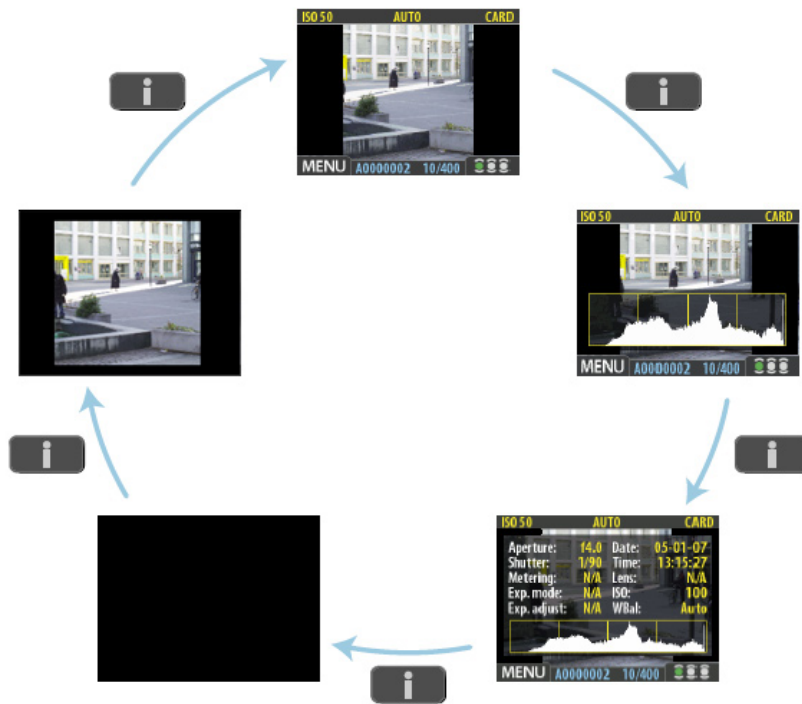 ISO 50 AUTO CARD
MENU A0000002 10/400
i
i
ISO 50 AUTO CARD
MENU A0000002 10/400
i
ISO 50 AUTO CARD
Aperture: f4.0 Date: 05-01-07
Shutter: 1/90 Time: 13:15:27
Metering: N/A Lens: N/A
Exp. mode: N/A ISO: 100
Exp. adjust: N/A WBal: Auto
MENU A0000002 10/400
i
i